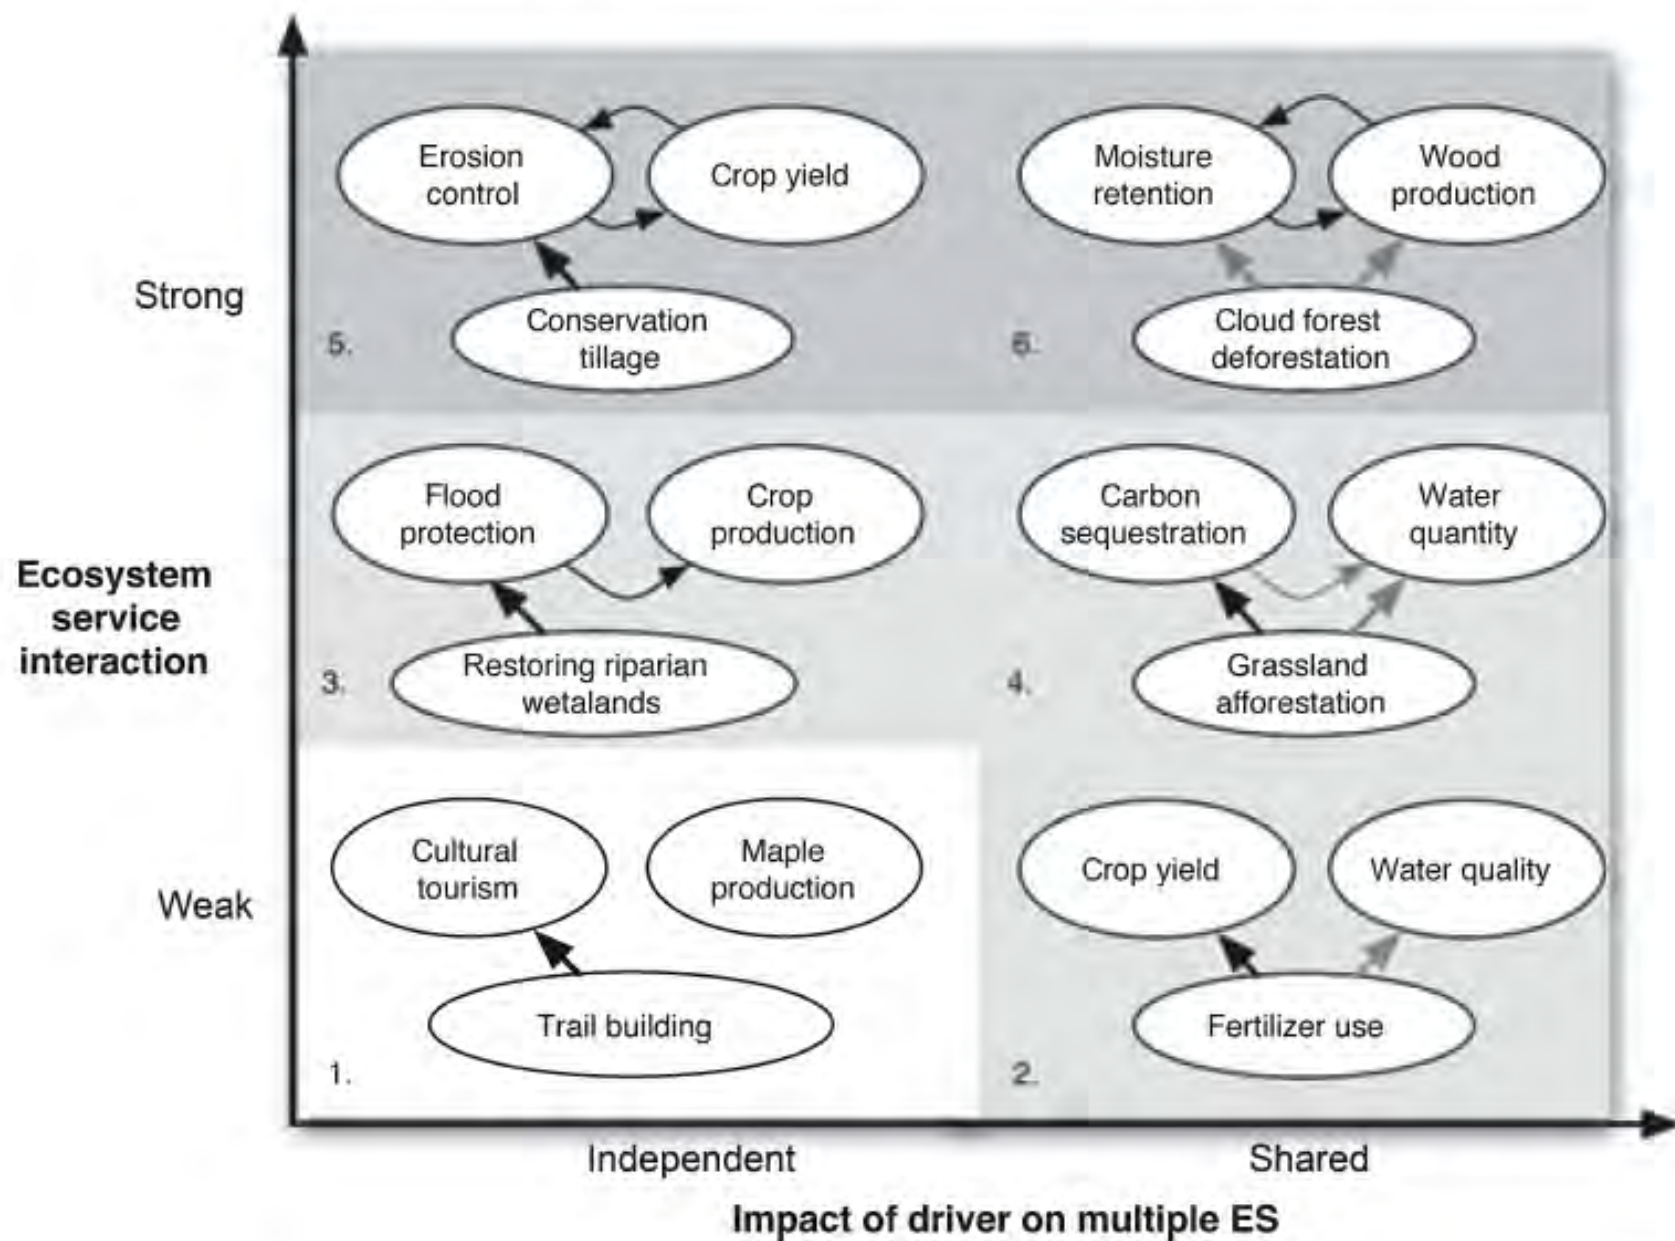 Erosion
control
Crop yield
Moisture
retention
Wood
production
Strong
Conservation
tillage
5.
Cloud forest
deforestation
6.
Flood
protection
Crop
production
Carbon
sequestration
Water
quantity
Ecosystem
service
interaction
Restoring riparian
wetalands
3.
Grassland
afforestation
4.
Cultural
tourism
Maple
production
Crop yield
Water quality
Weak
Trail building
1.
Fertilizer use
2.
Independent
Shared
Impact of driver on multiple ES